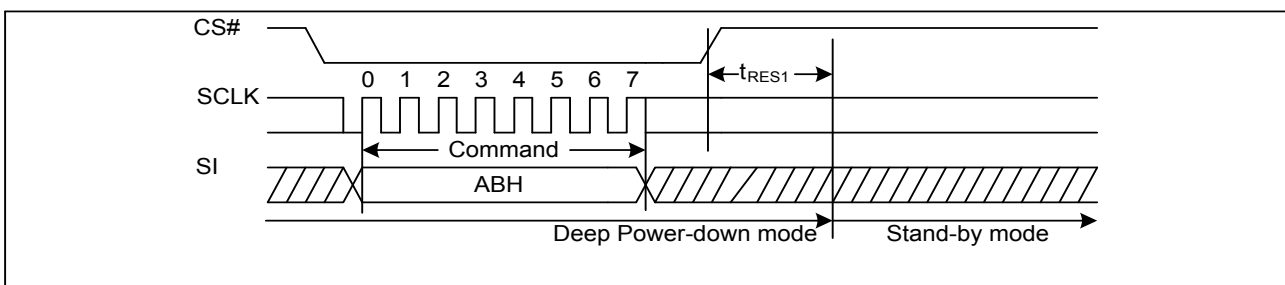 CS#
tRES1
0 1 2 3 4 5 6 7
SCLK
Command
SI
ABH
Deep Power-down mode Stand-by mode